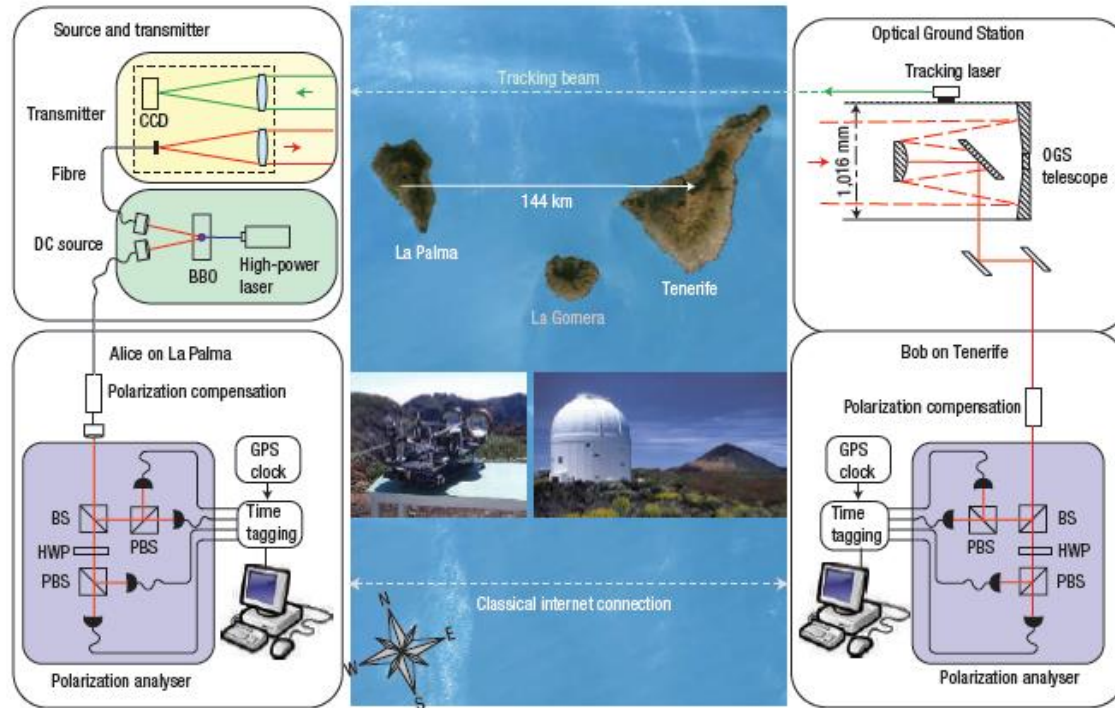 Source and transmitter
Transmitter
CCD
Fibre
DC source
BBO
High-power
laser
Alice on La Palma
Polarization compensation
GPS
clock
Time
tagging
BS
PBS
HWP
PBS
Polarization analyser
Tracking beam
144 km
La Palma
Tenerife
La Gomera
Classical internet connection
N
E
W
S
Optical Ground Station
Tracking laser
1,016 mm
OGS
telescope
Bob on Tenerife
Polarization compensation
GPS
clock
Time
tagging
BS
PBS
HWP
PBS
Polarization analyser